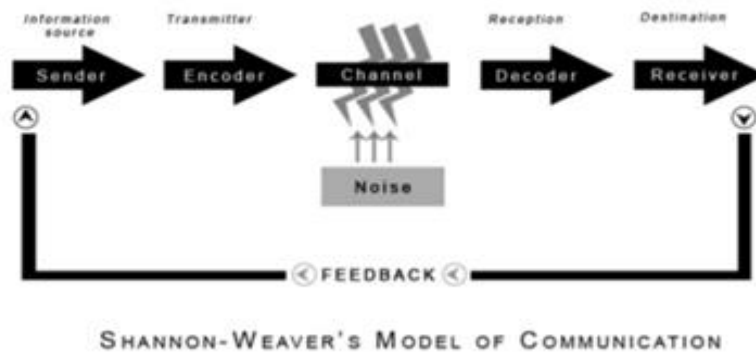 Information
source
Transmitter
Reception
Destination
Sender
Encoder
Channel
Decoder
Receiver
Noise
FEEDBACK
SHANNON-WEAVER'S MODEL OF COMMUNICATION